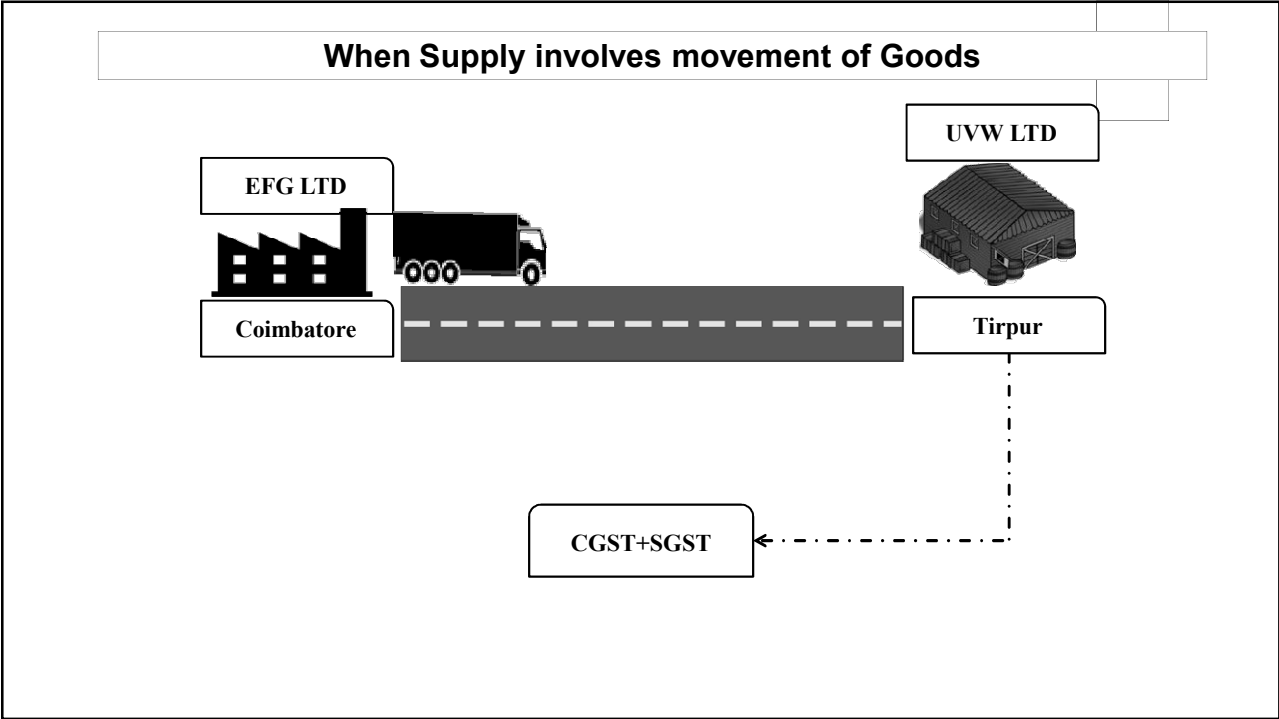 When Supply involves movement of Goods
UVW LTD
EFG LTD
Coimbatore
Tirpur
CGST+SGST